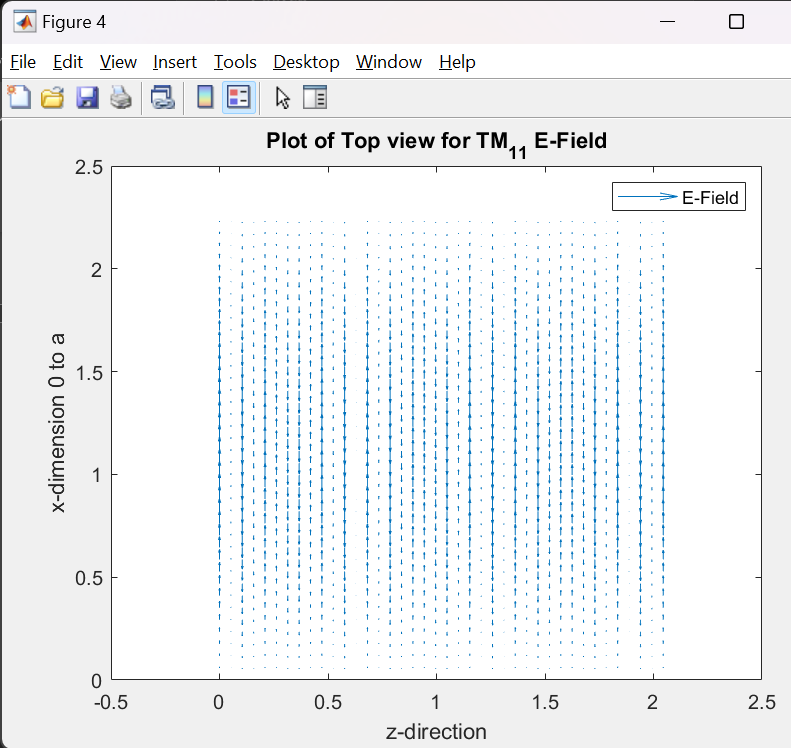 Figure 4
File Edit View Insert Tools Desktop Window Help
Plot of Top view for TM11 E-Field
E-Field
2.5
2
1.5
1
0.5
0
x-dimension 0 to a
-0.5 0 0.5 1 1.5 2 2.5
z-direction